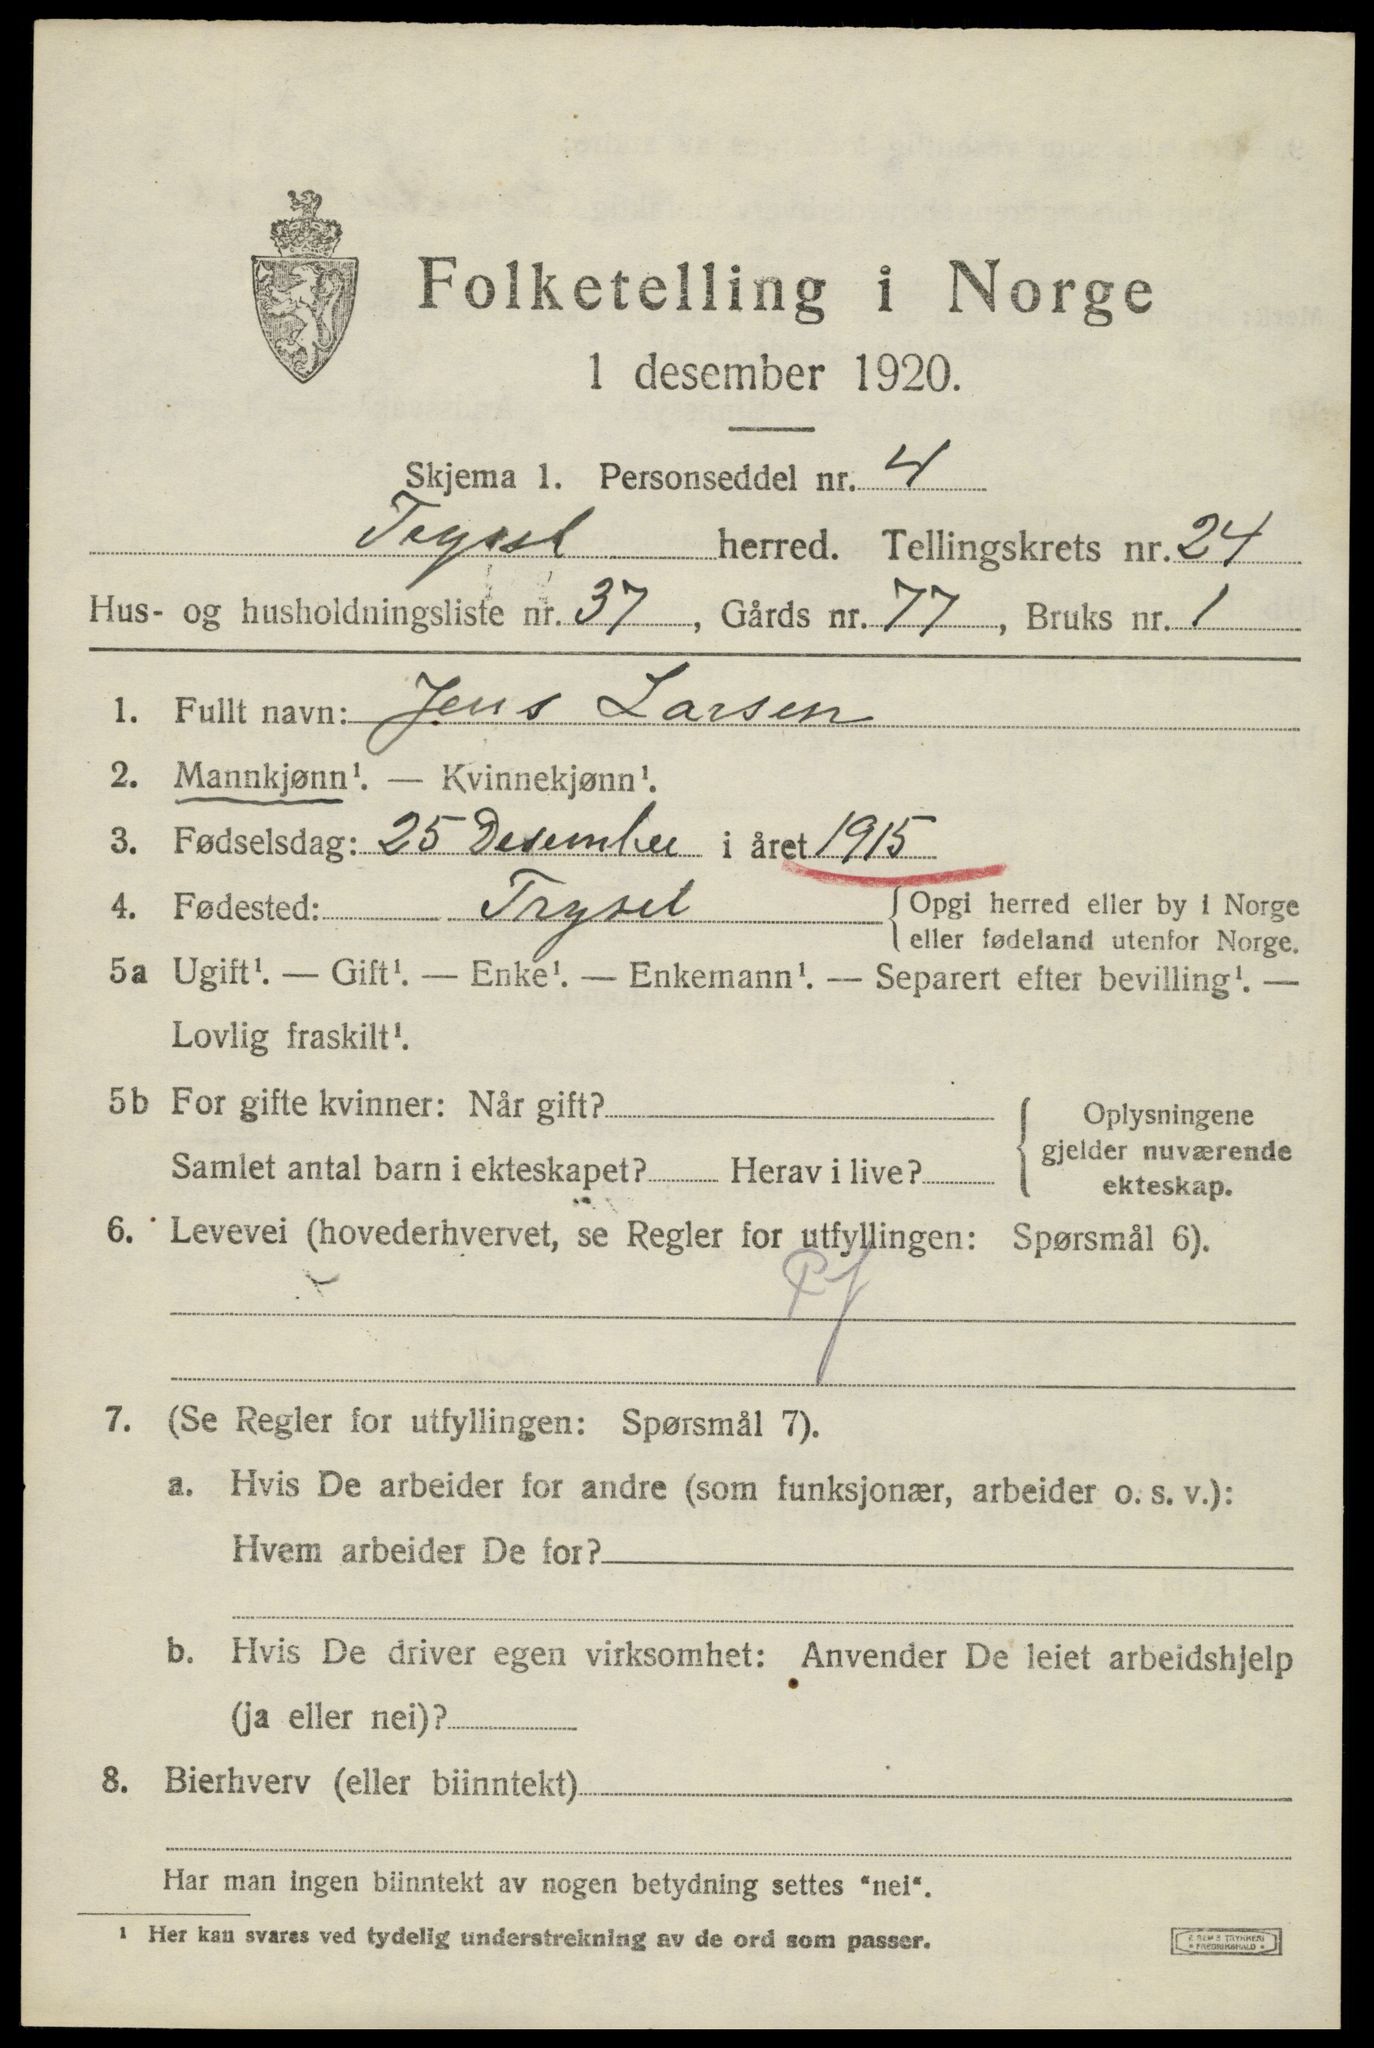 Folketelling i Norge
1 desember 1920.
Skjema 1. Personseddel nr. 4
Trysil herred. Tellingskrets nr. 24
Hus- og husholdningsliste nr. 37, Gårds nr. 77, Bruks nr. 1
1. Fullt navn: Jens Larsen
2. Mannkjønn¹. — Kvinnekjønn¹.
3. Fødselsdag: 25 Desember i året 1915
4. Fødested: Trysil {Opgi herred eller by i Norge
eller fødeland utenfor Norge.
5a Ugift¹. — Gift¹. — Enke¹. — Enkemann¹. — Separert efter bevilling¹. —
Lovlig fraskilt¹.
5b For gifte kvinner: Når gift?
Samlet antal barn i ekteskapet? Herav i live?
Oplysningene
gjelder nuværende
ekteskap.
6. Levevei (hovederhvervet, se Regler for utfyllingen: Spørsmål 6).
7. (Se Regler for utfyllingen: Spørsmål 7).
a. Hvis De arbeider for andre (som funksjonær, arbeider o. s. v.):
Hvem arbeider De for?
b. Hvis De driver egen virksomhet: Anvender De leiet arbeidshjelp
(ja eller nei)?
8. Bierhverv (eller biinntekt)
Har man ingen biinntekt av nogen betydning settes "nei".
¹ Her kan svares ved tydelig understrekning av de ord som passer.